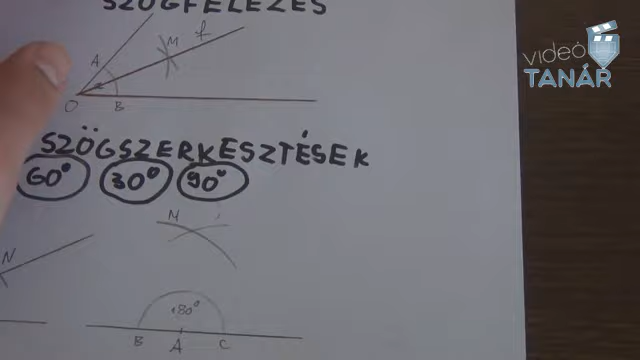 SZÖGFELEZÉS
M f
A
O B
SZÖGSZERKESZTÉSEK
60° 30° 90°
N M
180°
B A C
videó
TANÁR